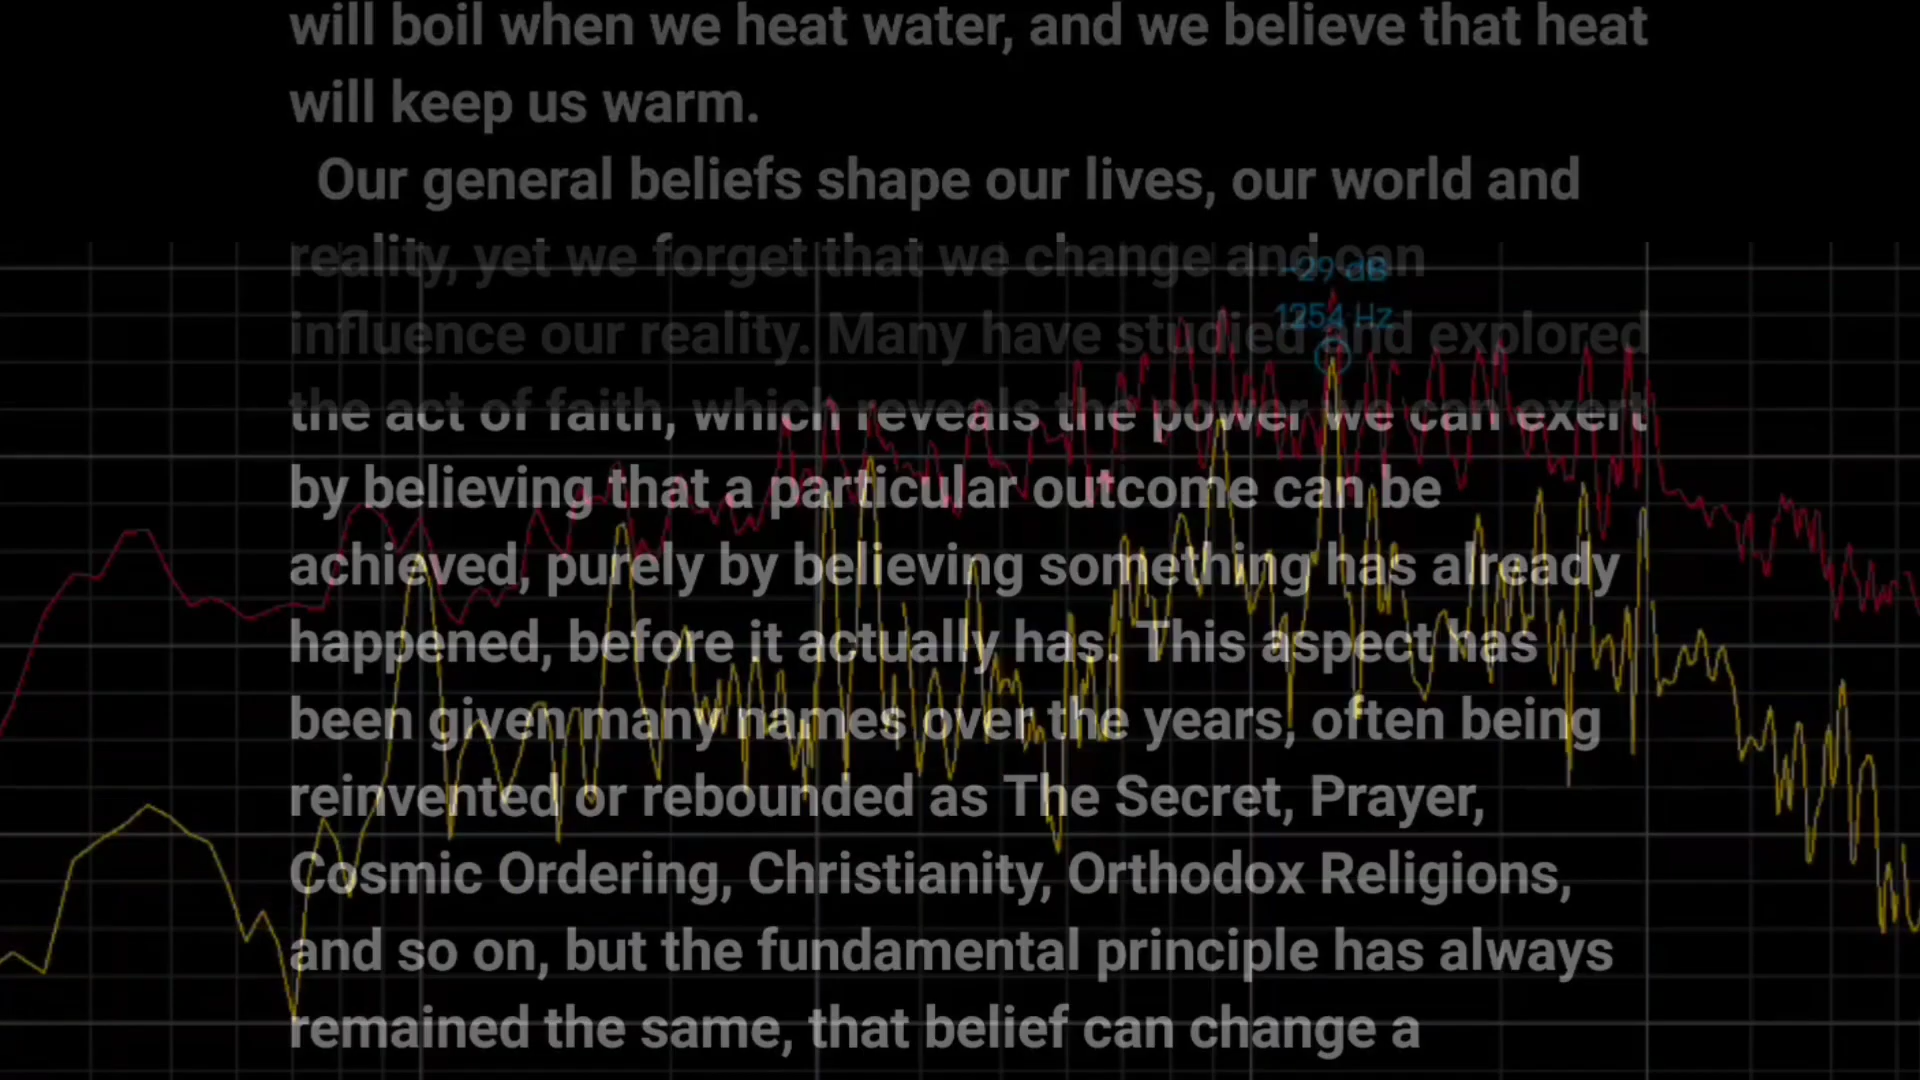 will boil when we heat water, and we believe that heat
will keep us warm.
Our general beliefs shape our lives, our world and
reality, yet we forget that we change and can
-29 dB
1254 Hz
influence our reality. Many have studied and explored
the act of faith, which reveals the power we can exert
by believing that a particular outcome can be
achieved, purely by believing something has already
happened, before it actually has. This aspect has
been given many names over the years, often being
reinvented or rebounded as The Secret, Prayer,
Cosmic Ordering, Christianity, Orthodox Religions,
and so on, but the fundamental principle has always
remained the same, that belief can change a